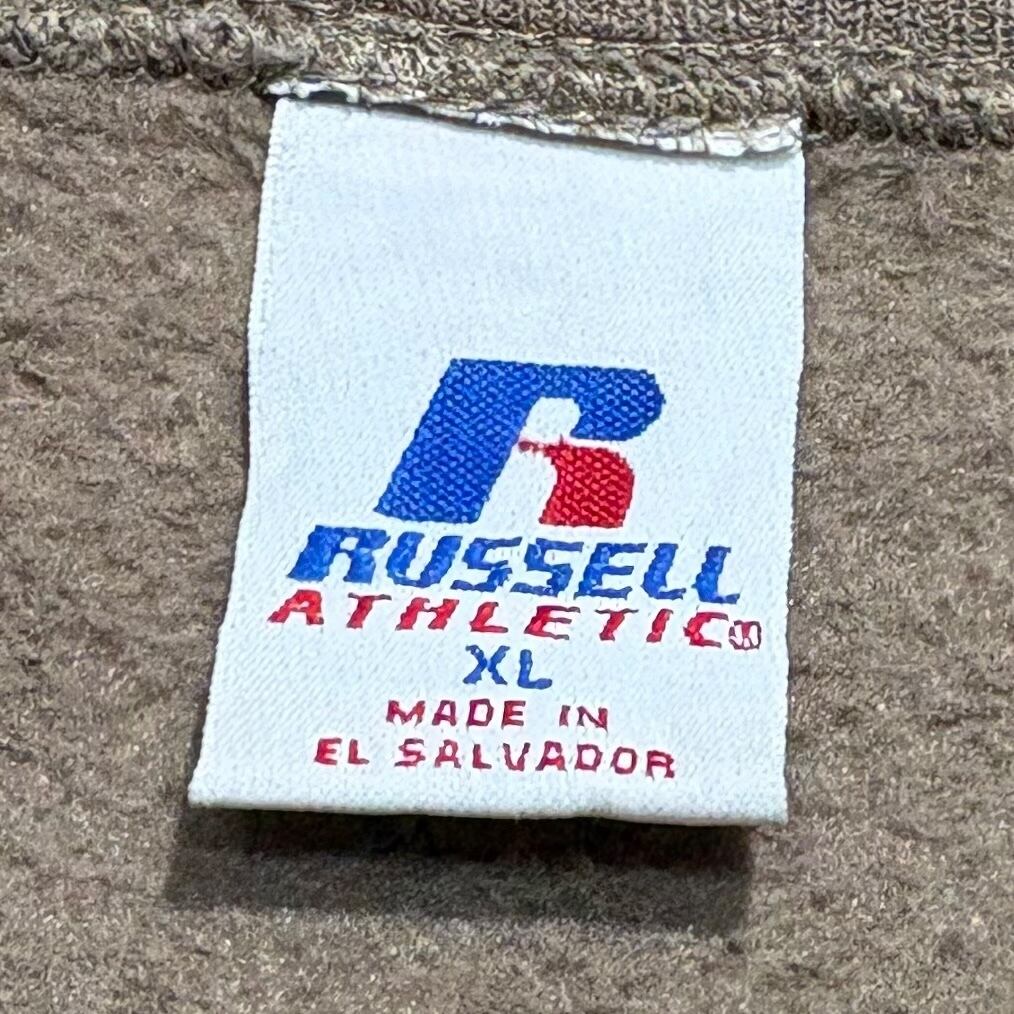 R
RUSSELL
ATHLETIC®
XL
MADE IN
EL SALVADOR